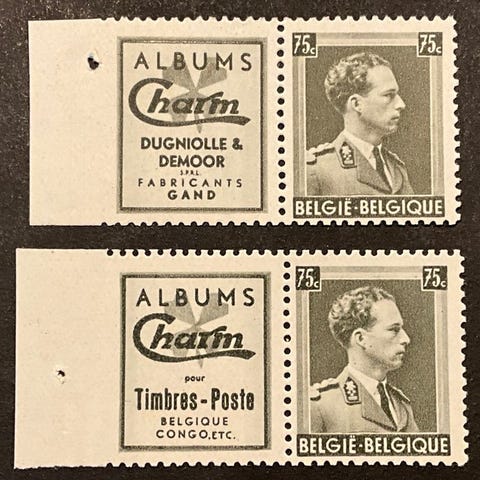 ALBUMS
Charm
DUGNIOLLE &
DEMOOR
S.P.R.L.
FABRICANTS
GAND
75c 75c
BELGIË-BELGIQUE
ALBUMS
Charm
pour
Timbres-Poste
BELGIQUE
CONGO, ETC.
75c 75c
BELGIË-BELGIQUE